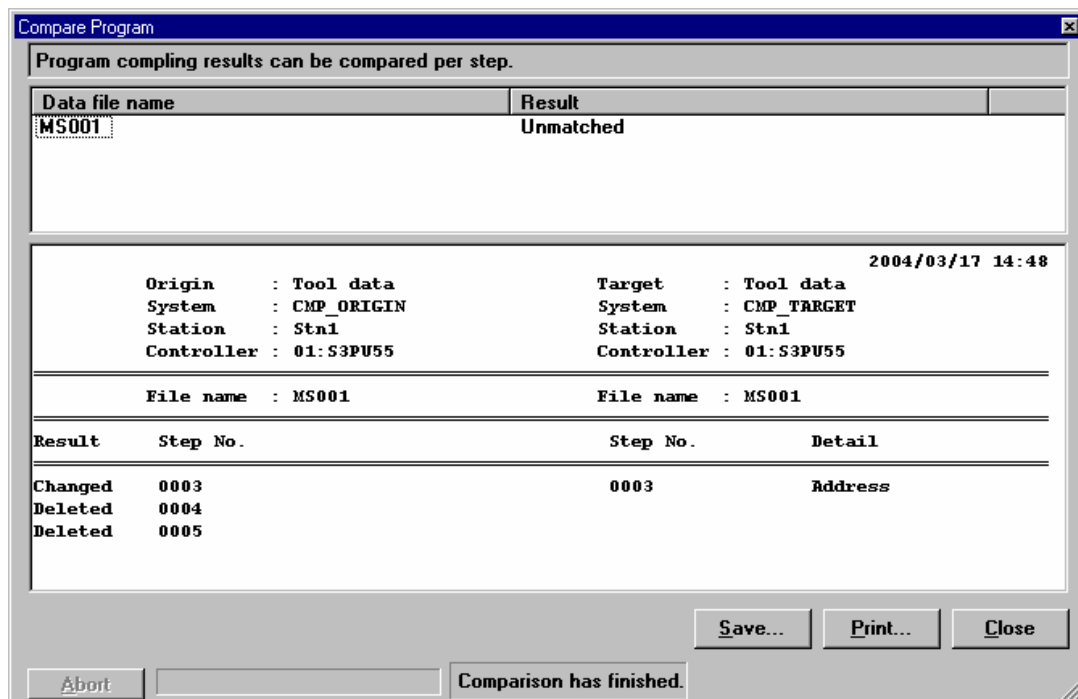 Compare Program
Program compling results can be compared per step.
Data file name Result
MS001 Unmatched
2004/03/17 14:48
Origin : Tool data Target : Tool data
System : CMP_ORIGIN System : CMP_TARGET
Station : Stn1 Station : Stn1
Controller : 01:S3PU55 Controller : 01:S3PU55
File name : MS001 File name : MS001
Result Step No. Step No. Detail
Changed 0003 0003 Address
Deleted 0004
Deleted 0005
Save... Print... Close
Abort Comparison has finished.